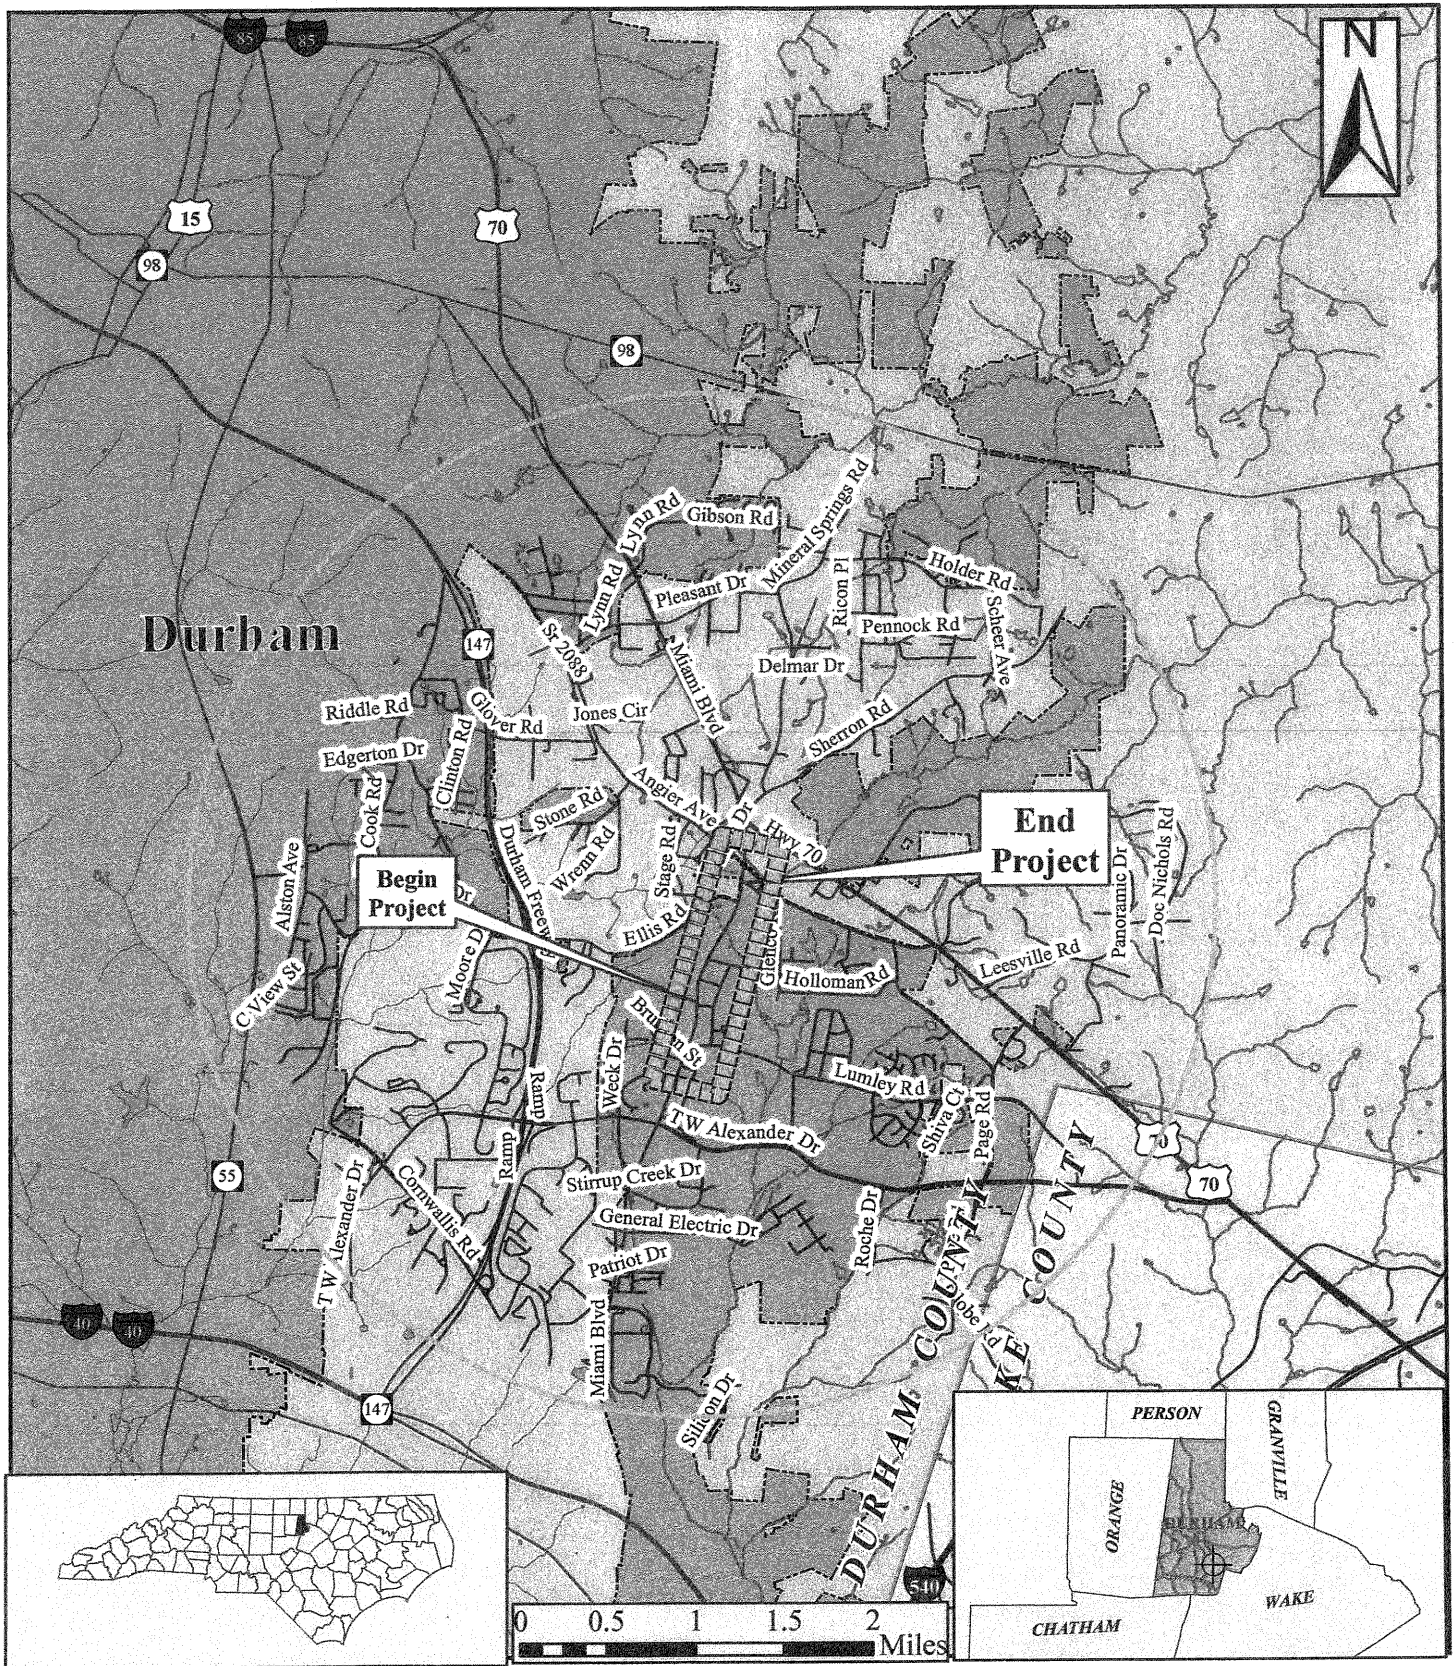 85
85
N
15
70
98
98
Lynn Rd
Gibson Rd
Mineral Springs Rd
Lynn Rd
Pleasant Dr
Ricon Pl
Holder Rd
Durham
147
Sr 2088
Pennock Rd
Scheer Ave
Miami Blvd
Delmar Dr
Riddle Rd
Glover Rd
Jones Cir
Sherron Rd
Edgerton Dr
Clinton Rd
Cook Rd
Stone Rd
Angier Ave
Dr
Hwy 70
End
Project
Alston Ave
Durham Freew
Wrenn Rd
Stage Rd
Panoramic Dr
Doc Nichols Rd
Begin
Project
Dr
Ellis Rd
Moore D
Glenco
Holloman Rd
Leesville Rd
C View St
Bru n St
Weck Dr
Ramp
Lumley Rd
Shiva Ct
Page Rd
T W Alexander Dr
70
55
Ramp
70
T W Alexander Dr
Cornwallis Rd
Stirrup Creek Dr
General Electric Dr
Roche Dr
Patriot Dr
40
40
Miami Blvd
lobe Rd
147
Silicon Dr
DURHAM COUNTY
KE COUNTY
540
PERSON
GRANVILLE
ORANGE
DURHAM
WAKE
CHATHAM
0 0.5 1 1.5 2
Miles